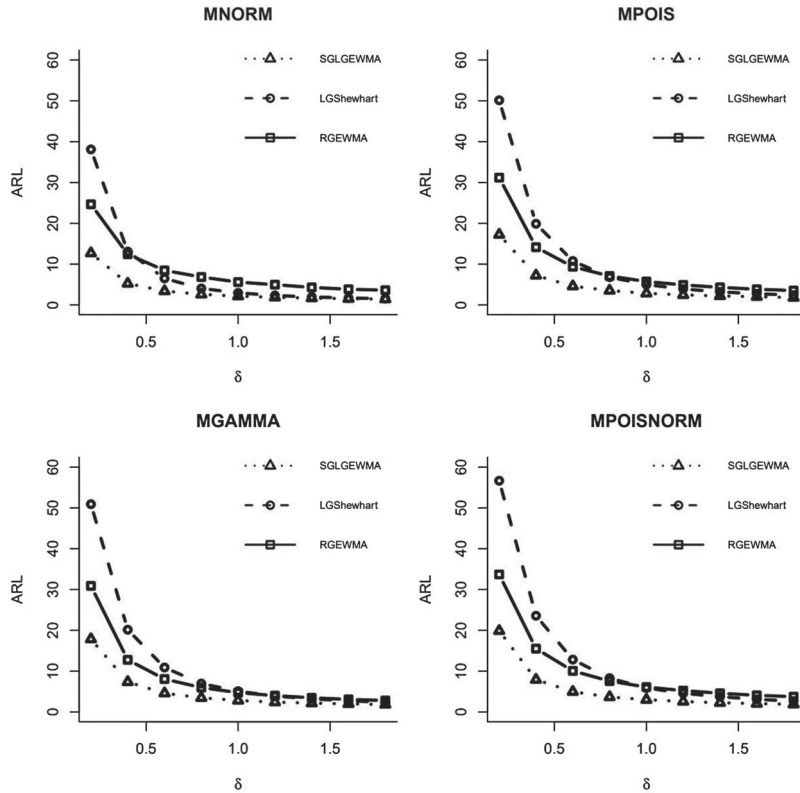 MNORM
ARL
60
50
40
30
20
10
0
SGLGEWMA
LGShewhart
RGEWMA
0.5 1.0 1.5
δ
MPOIS
ARL
60
50
40
30
20
10
0
SGLGEWMA
LGShewhart
RGEWMA
0.5 1.0 1.5
δ
MGAMMA
ARL
60
50
40
30
20
10
0
SGLGEWMA
LGShewhart
RGEWMA
0.5 1.0 1.5
δ
MPOISNORM
ARL
60
50
40
30
20
10
0
SGLGEWMA
LGShewhart
RGEWMA
0.5 1.0 1.5
δ